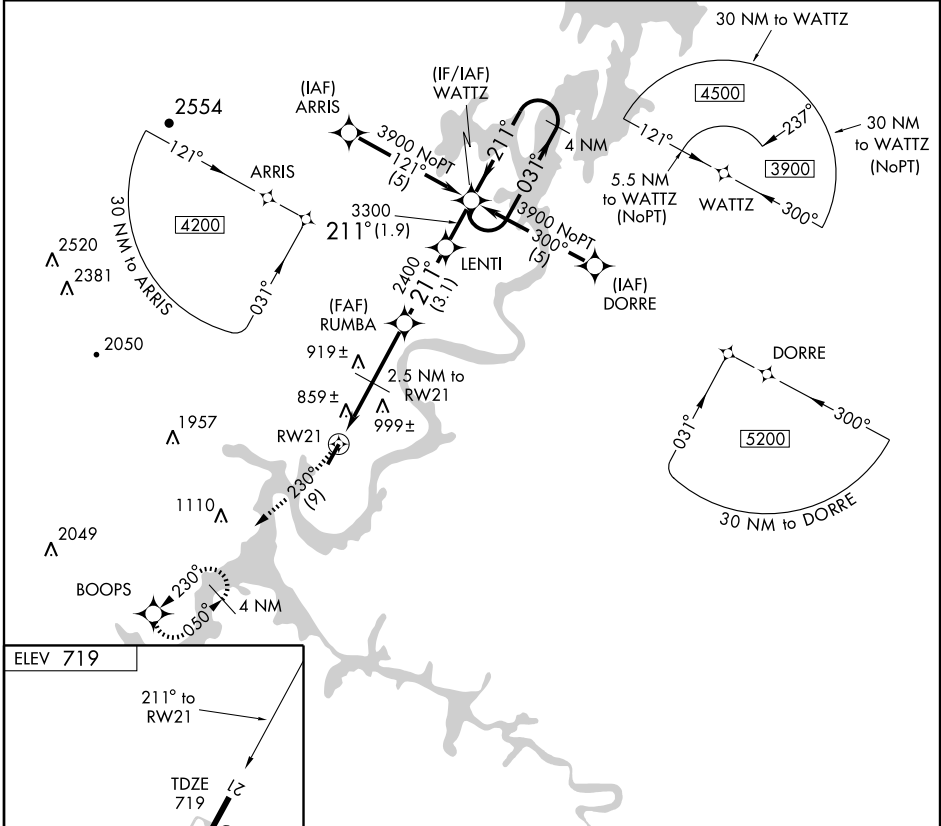 30 NM to WATTZ
4500
237°
121°
30 NM
to WATTZ
(NoPT)
3900
5.5 NM
to WATTZ
(NoPT)
WATTZ
300°
(IF/IAF)
WATTZ
(IAF)
ARRIS
3900 NoPT
121°
(5)
211°
4 NM
031°
3300
211° (1.9)
3900 NoPT
300°
(5)
LENTI
(IAF)
DORRE
2400
211°
(3.1)
(FAF)
RUMBA
2554
121°
ARRIS
4200
30 NM to ARRIS
031°
2520
2381
2050
919±
2.5 NM to
RW21
859±
999±
1957
RW21
230°
(9)
1110
2049
BOOPS
230°
050°
4 NM
DORRE
031°
300°
5200
30 NM to DORRE
ELEV 719
211° to
RW21
TDZE
719
21